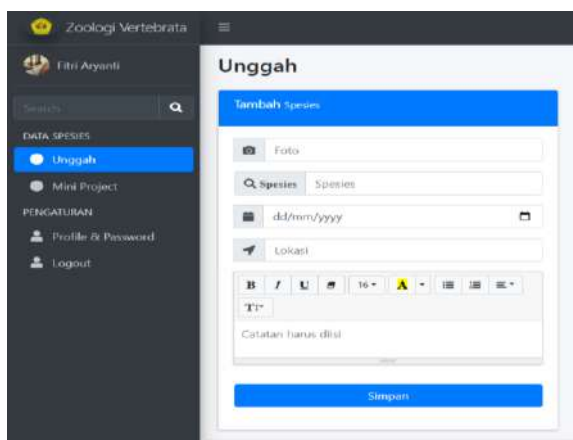 Zoologi Vertebrata
Fitri Aryanti
Search
DATA SPESIES
Unggah
Mini Project
PENGATURAN
Profile & Password
Logout
Unggah
Tambah Spesies
Foto
Spesies Spesies
dd/mm/yyyy
Lokasi
B I U 16 A
T1
Catatan harus diisi
Simpan